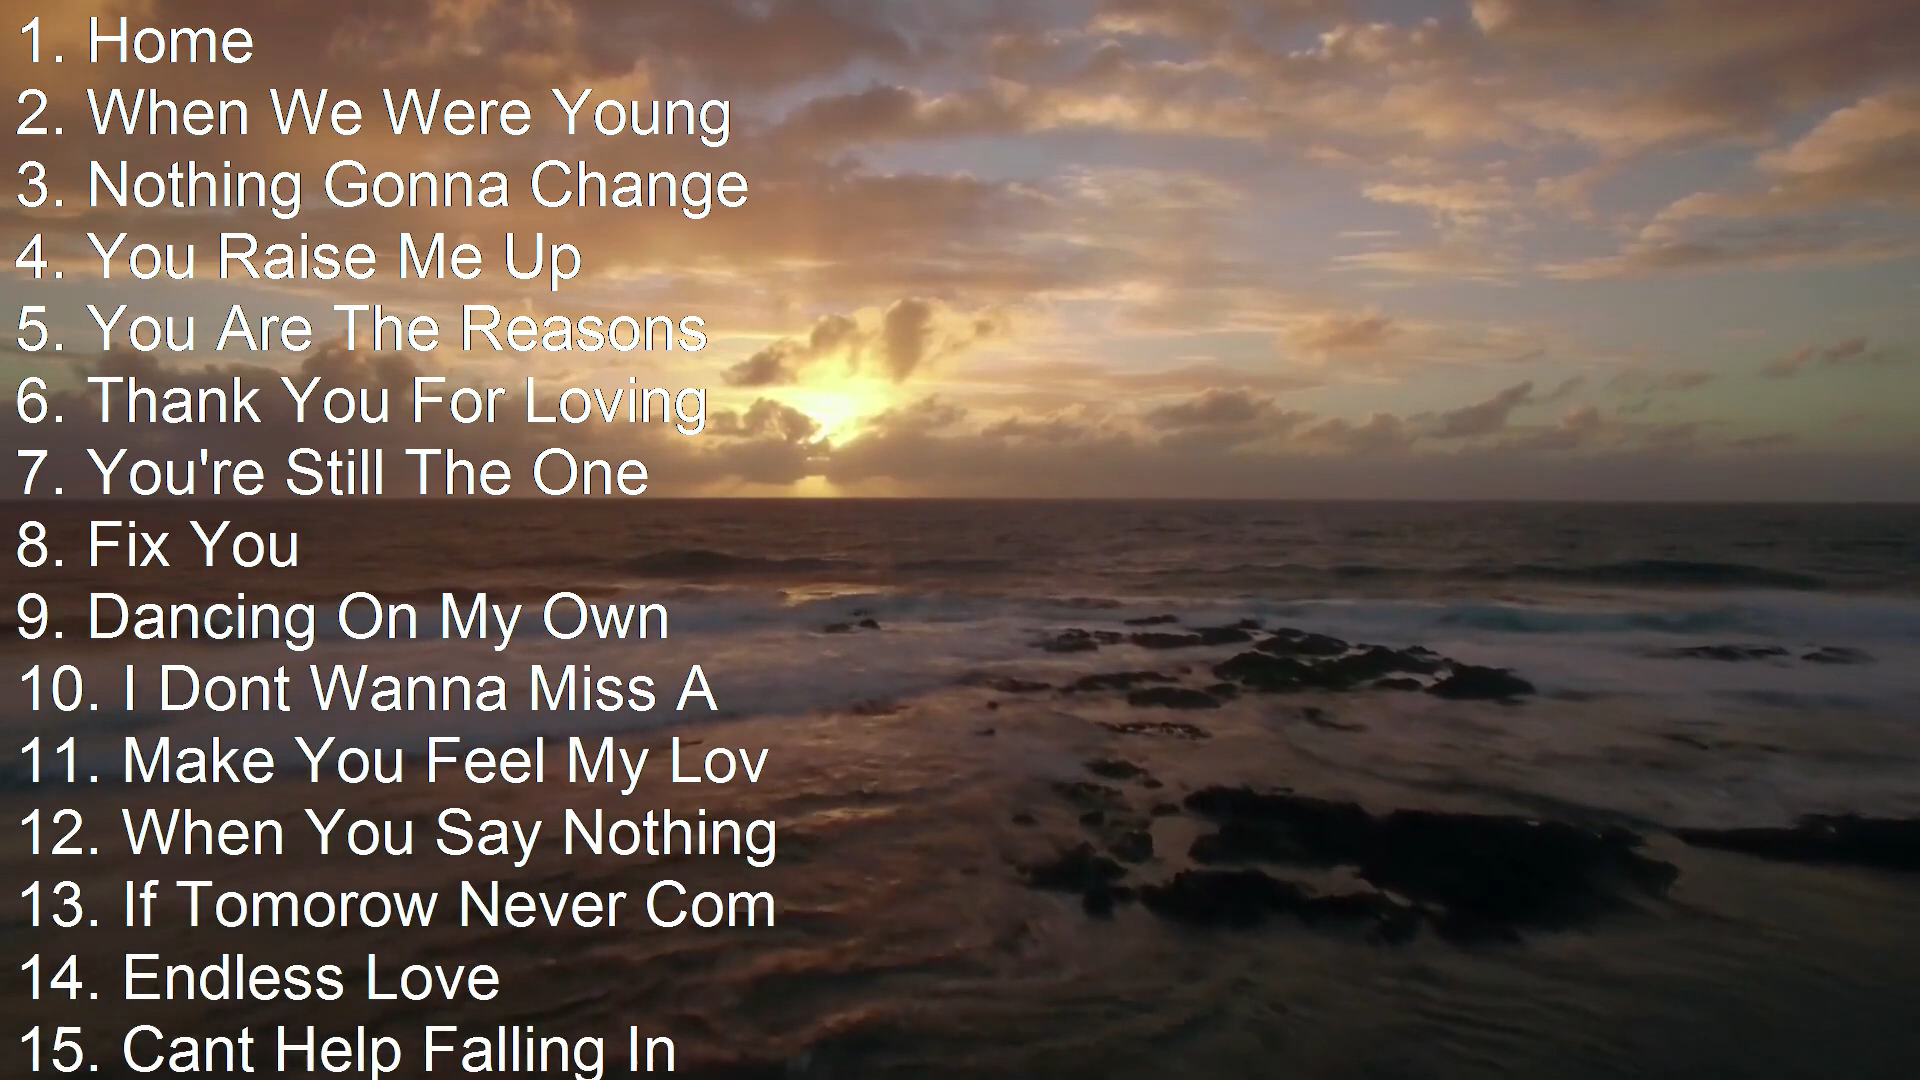 1. Home
2. When We Were Young
3. Nothing Gonna Change
4. You Raise Me Up
5. You Are The Reasons
6. Thank You For Loving
7. You're Still The One
8. Fix You
9. Dancing On My Own
10. I Dont Wanna Miss A
11. Make You Feel My Lov
12. When You Say Nothing
13. If Tomorow Never Com
14. Endless Love
15. Cant Help Falling In